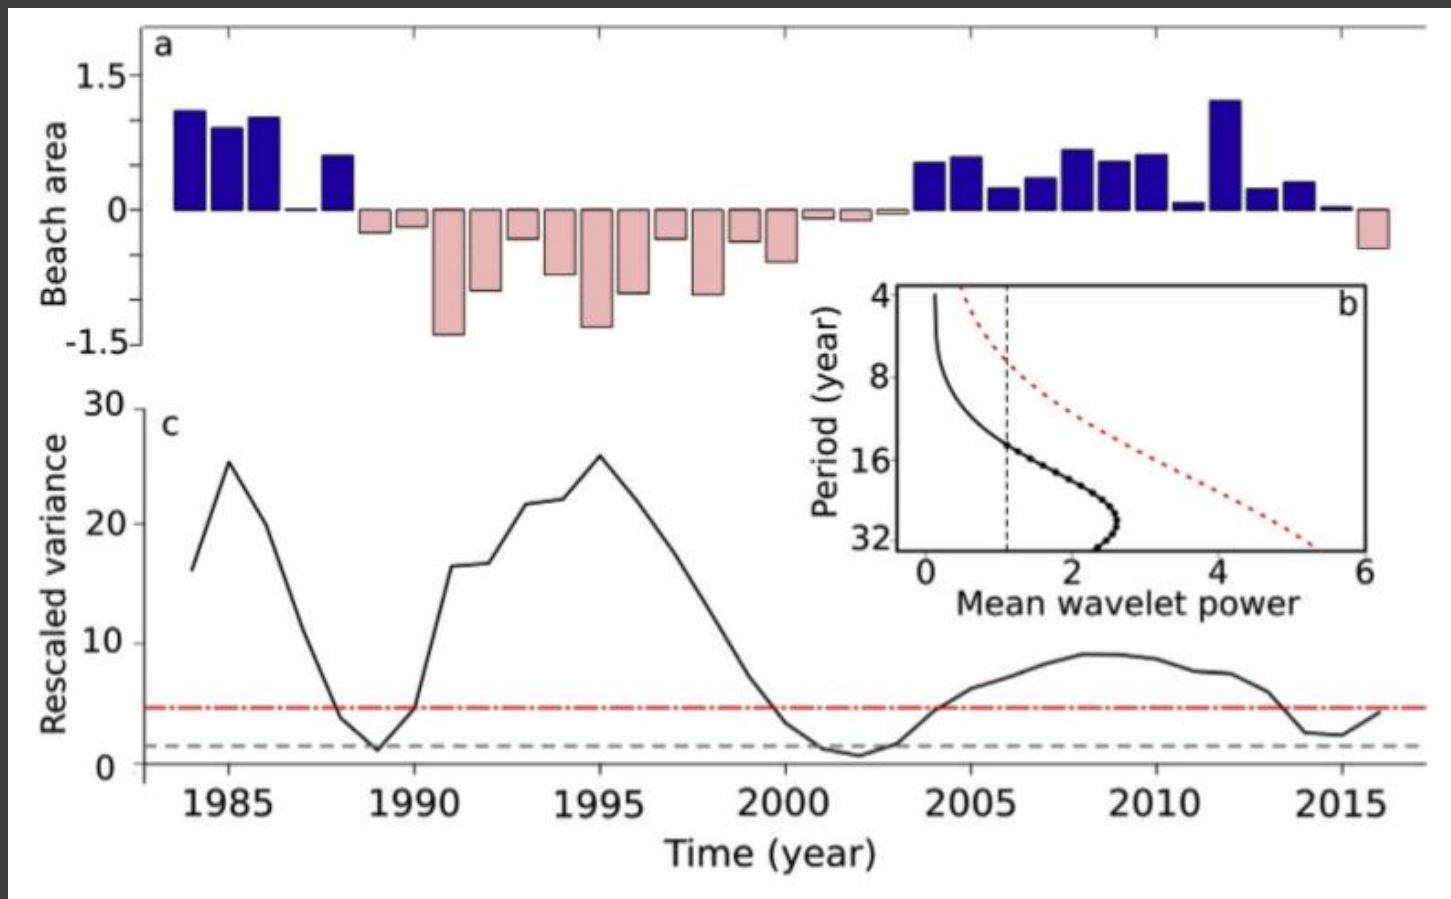 a
1.5
0
-1.5
Beach area
b
4
8
16
32
Period (year)
0 2 4 6
Mean wavelet power
c
30
20
10
0
Rescaled variance
1985 1990 1995 2000 2005 2010 2015
Time (year)